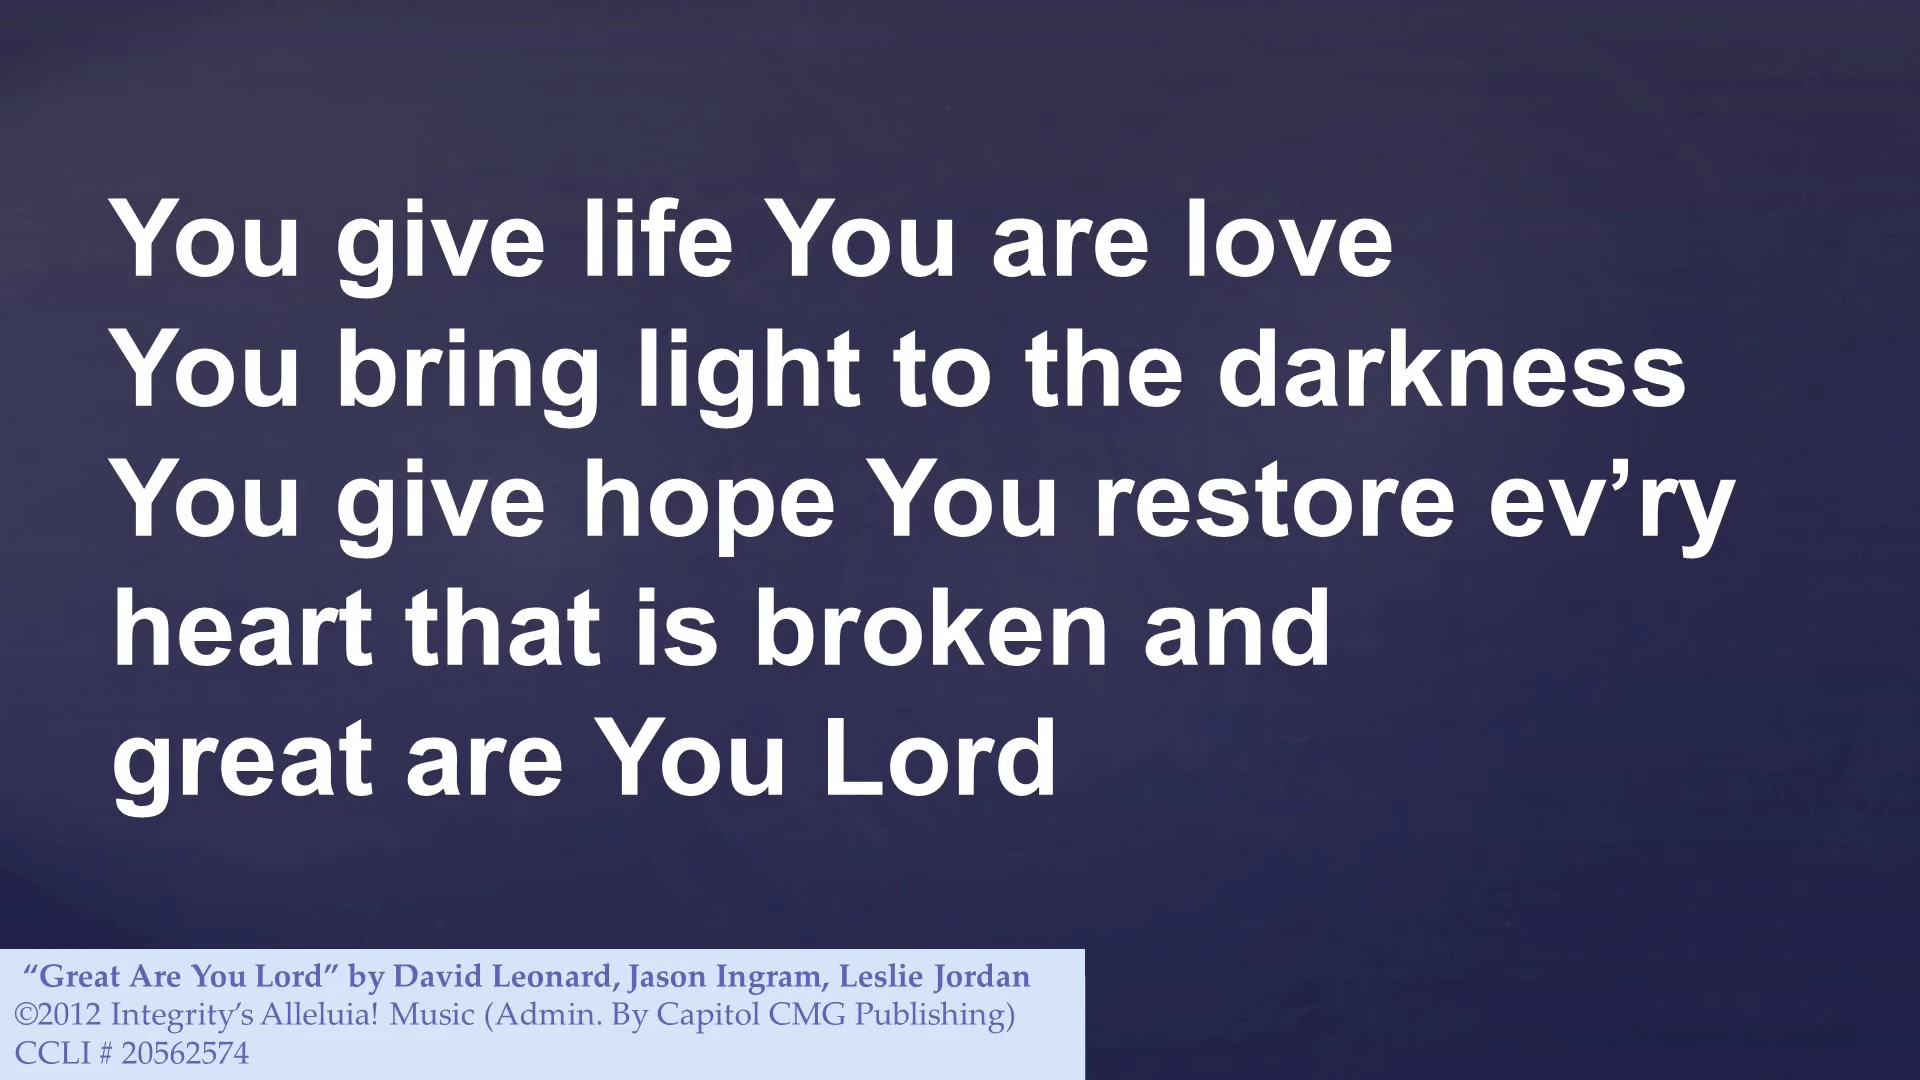 You give life You are love
You bring light to the darkness
You give hope You restore ev’ry
heart that is broken and
great are You Lord
“Great Are You Lord” by David Leonard, Jason Ingram, Leslie Jordan
©2012 Integrity’s Alleluia! Music (Admin. By Capitol CMG Publishing)
CCLI # 20562574